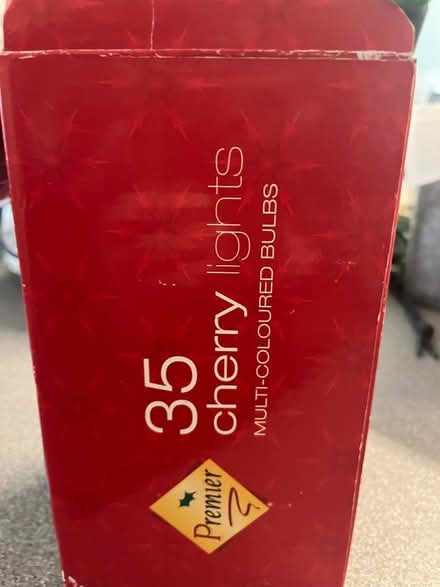 35
cherry lights
MULTI-COLOURED BULBS
Premier